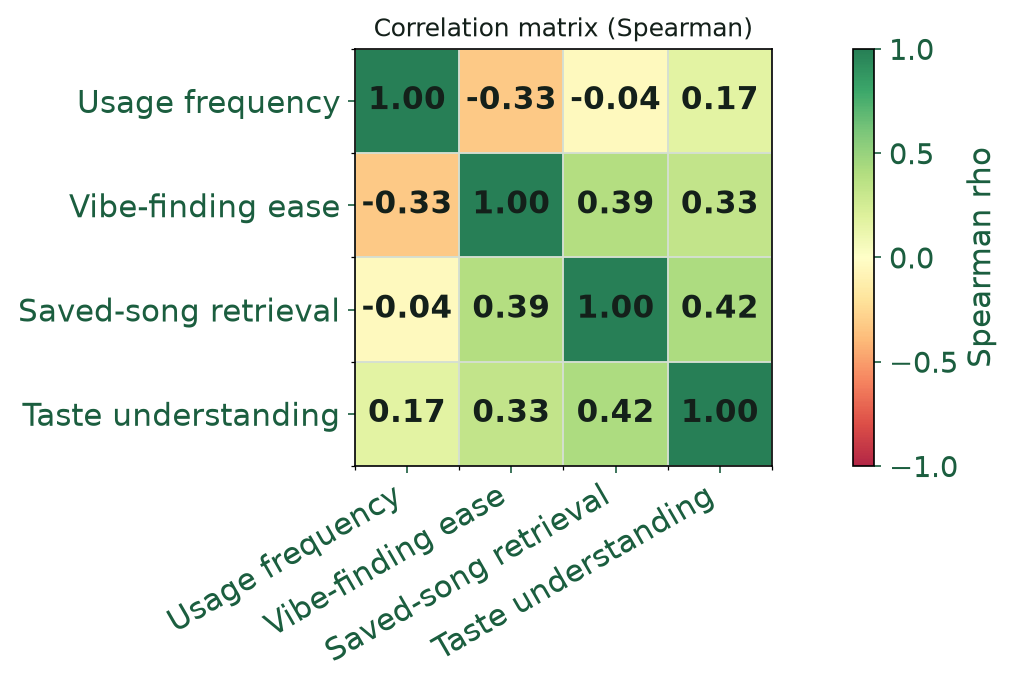 Correlation matrix (Spearman)
Usage frequency 1.00 -0.33 -0.04 0.17
Vibe-finding ease -0.33 1.00 0.39 0.33
Saved-song retrieval -0.04 0.39 1.00 0.42
Taste understanding 0.17 0.33 0.42 1.00
Usage frequency
Vibe-finding ease
Saved-song retrieval
Taste understanding
1.0
0.5
0.0
−0.5
−1.0
Spearman rho